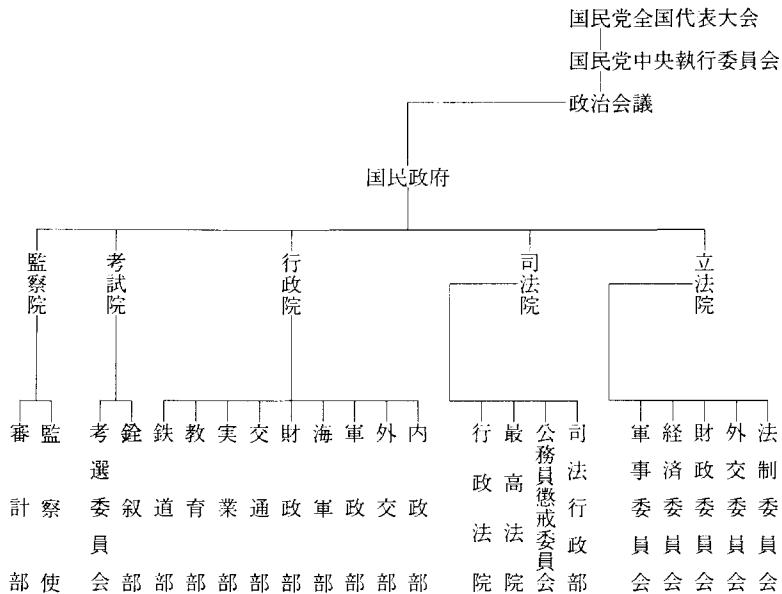 国民党全国代表大会
国民党中央執行委員会
政治会議
国民政府
立法院
司法院
行政院
考試院
監察院
法制委員会
外交委員会
財政委員会
経済委員会
軍事委員会
司法行政部
公務員懲戒委員会
最高法院
行政法院
内政部
外交部
軍政部
海軍部
財政部
交通部
実業部
教育部
鉄道部
銓叙部
考選委員会
監察使
審計部